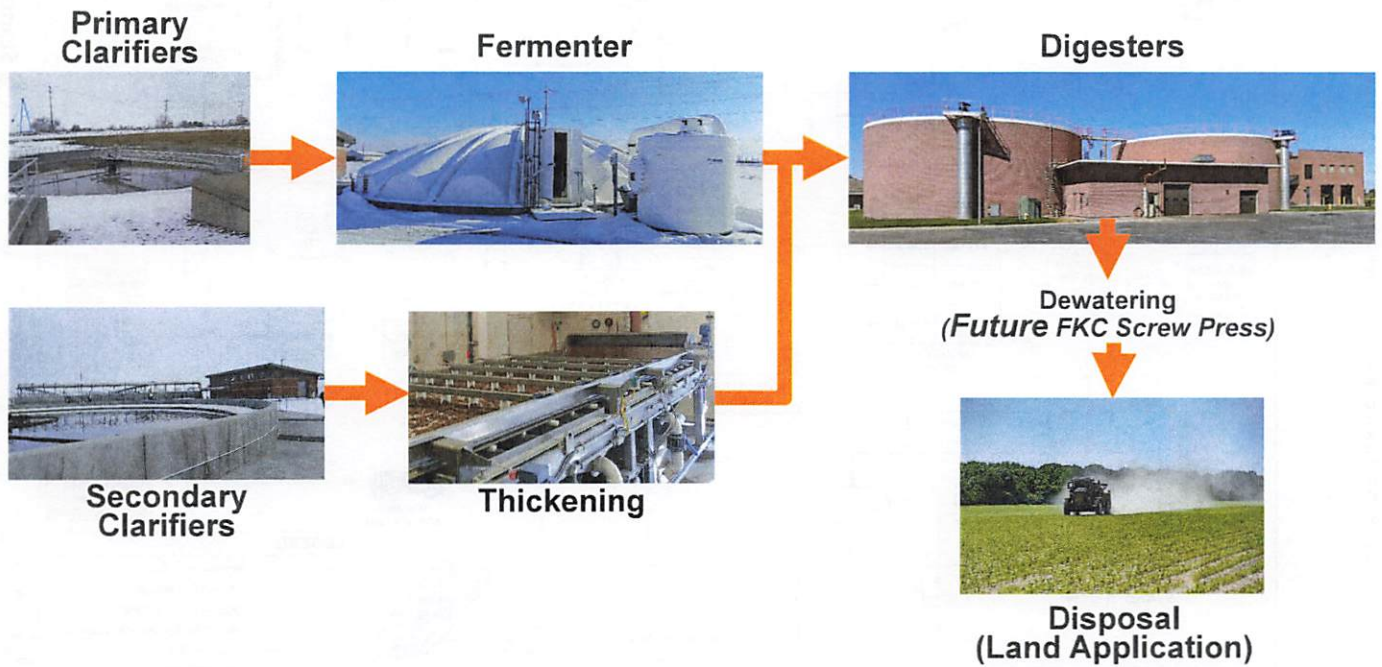 Primary
Clarifiers
Fermenter
Digesters
Dewatering
(Future FKC Screw Press)
Secondary
Clarifiers
Thickening
Disposal
(Land Application)